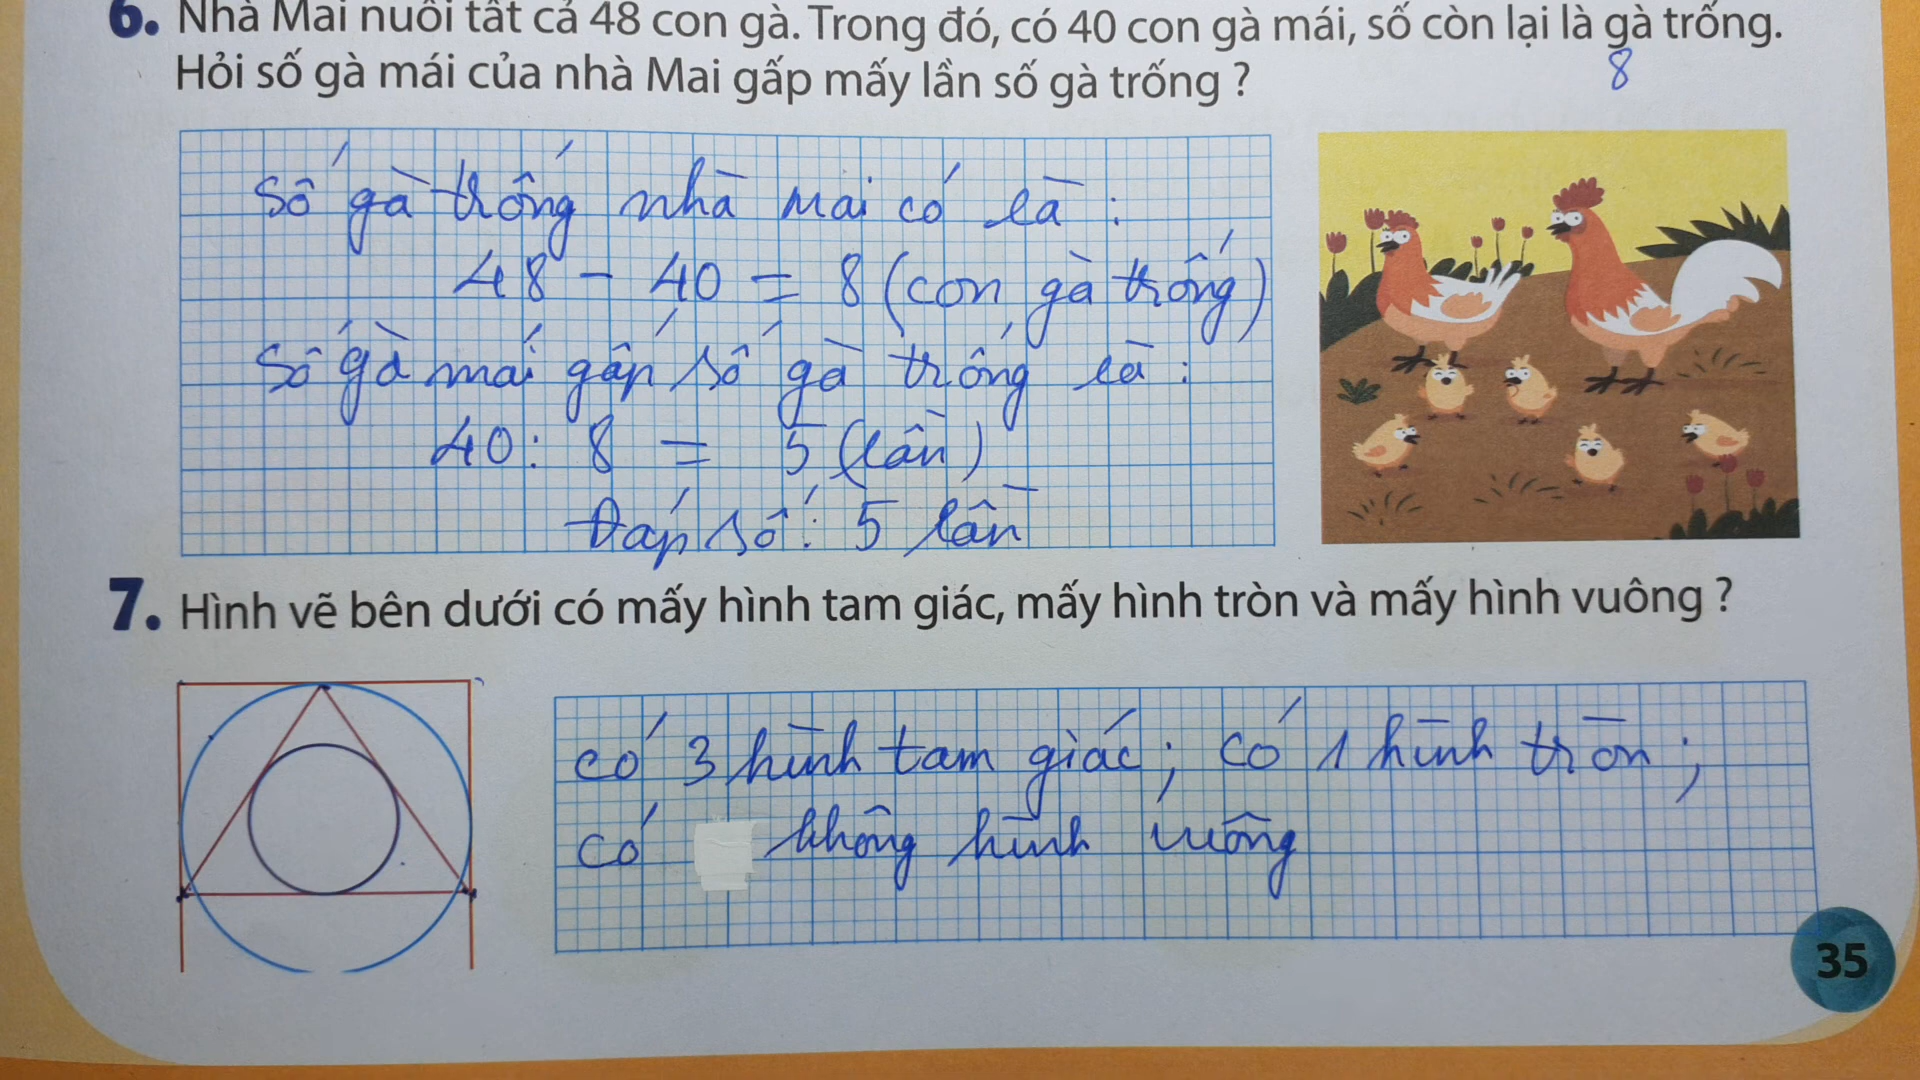 6. Nhà Mai nuôi tất cả 48 con gà. Trong đó, có 40 con gà mái, số còn lại là gà trống.
8
Hỏi số gà mái của nhà Mai gấp mấy lần số gà trống ?
Số gà trống nhà mai có là :
48 - 40 = 8 (con gà trống)
Số gà mái gấp số gà trống là :
40 : 8 = 5 (lần)
Đáp số : 5 lần
7. Hình vẽ bên dưới có mấy hình tam giác, mấy hình tròn và mấy hình vuông ?
có 3 hình tam giác ; có 1 hình tròn ;
có không hình vuông
35